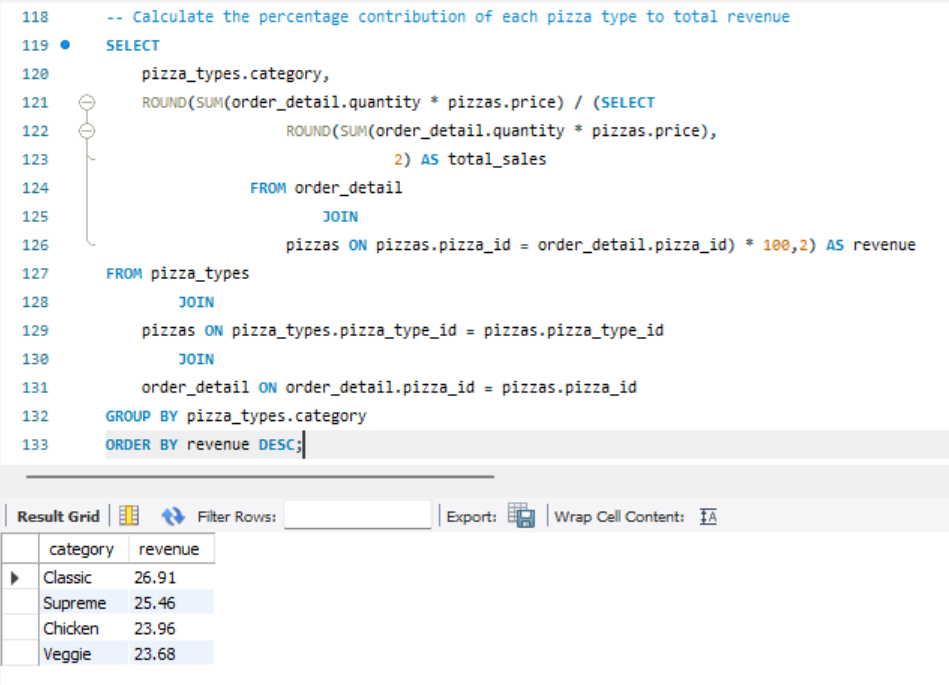 118 -- Calculate the percentage contribution of each pizza type to total revenue
119 SELECT
120 pizza_types.category,
121 ROUND(SUM(order_detail.quantity * pizzas.price) / (SELECT
122 ROUND(SUM(order_detail.quantity * pizzas.price),
123 2) AS total_sales
124 FROM order_detail
125 JOIN
126 pizzas ON pizzas.pizza_id = order_detail.pizza_id) * 100,2) AS revenue
127 FROM pizza_types
128 JOIN
129 pizzas ON pizza_types.pizza_type_id = pizzas.pizza_type_id
130 JOIN
131 order_detail ON order_detail.pizza_id = pizzas.pizza_id
132 GROUP BY pizza_types.category
133 ORDER BY revenue DESC;
Result Grid Filter Rows: Export: Wrap Cell Content: IA
category revenue
Classic 26.91
Supreme 25.46
Chicken 23.96
Veggie 23.68